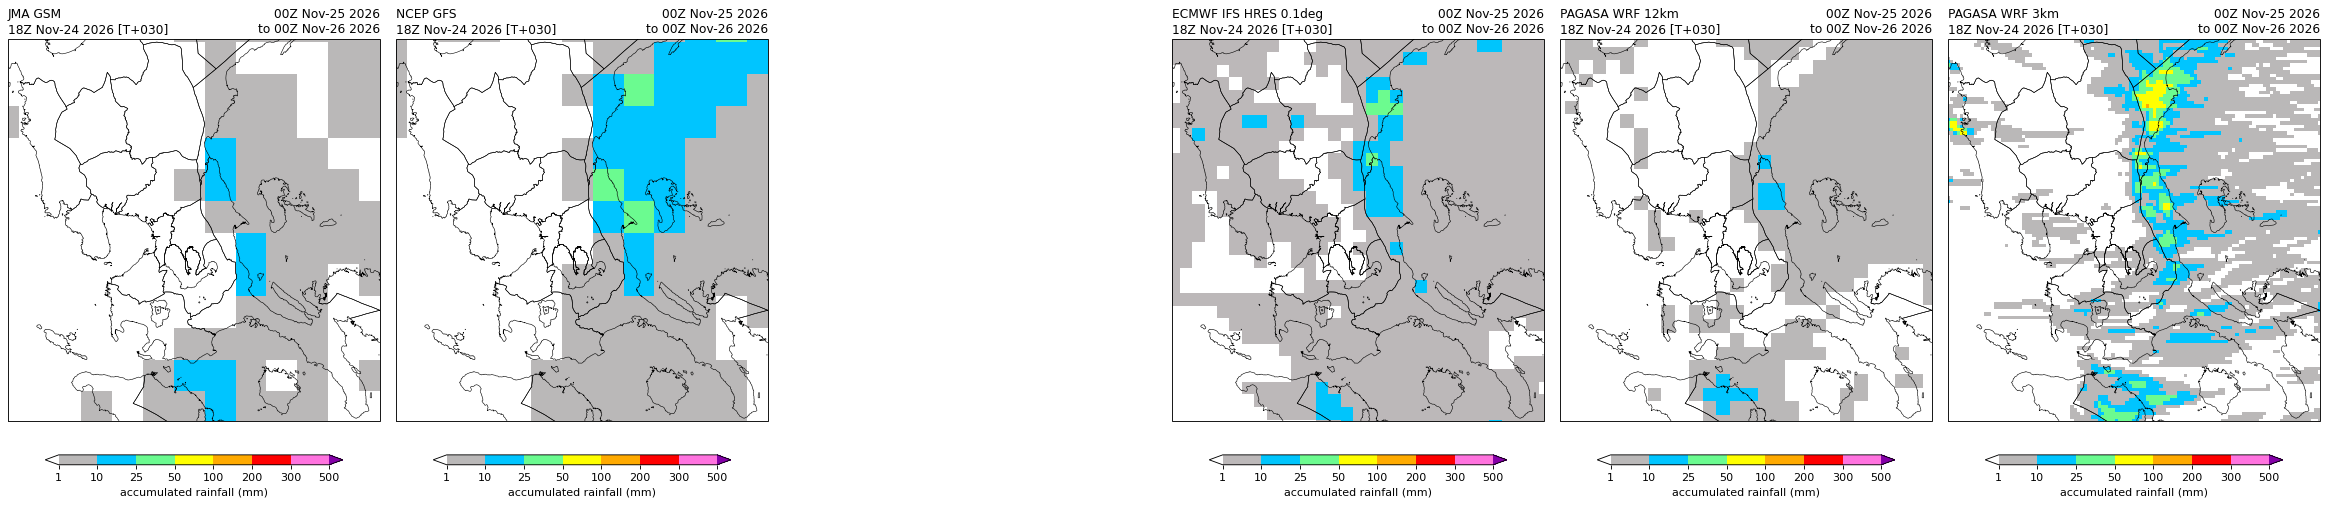 JMA GSM 00Z Nov-25 2026
18Z Nov-24 2026 [T+030] to 00Z Nov-26 2026
1 10 25 50 100 200 300 500
accumulated rainfall (mm)
NCEP GFS 00Z Nov-25 2026
18Z Nov-24 2026 [T+030] to 00Z Nov-26 2026
1 10 25 50 100 200 300 500
accumulated rainfall (mm)
ECMWF IFS HRES 0.1deg 00Z Nov-25 2026
18Z Nov-24 2026 [T+030] to 00Z Nov-26 2026
1 10 25 50 100 200 300 500
accumulated rainfall (mm)
PAGASA WRF 12km 00Z Nov-25 2026
18Z Nov-24 2026 [T+030] to 00Z Nov-26 2026
1 10 25 50 100 200 300 500
accumulated rainfall (mm)
PAGASA WRF 3km 00Z Nov-25 2026
18Z Nov-24 2026 [T+030] to 00Z Nov-26 2026
1 10 25 50 100 200 300 500
accumulated rainfall (mm)